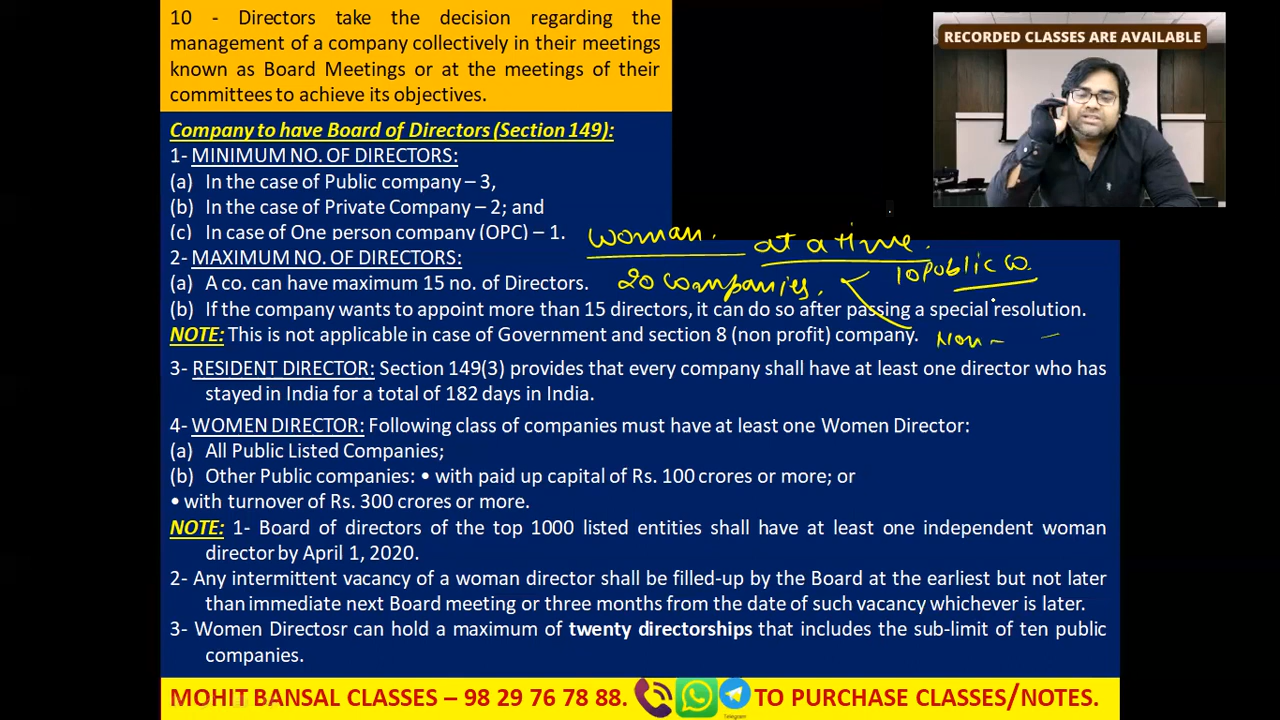 10 - Directors take the decision regarding the
management of a company collectively in their meetings
known as Board Meetings or at the meetings of their
committees to achieve its objectives.
RECORDED CLASSES ARE AVAILABLE
Company to have Board of Directors (Section 149):
1- MINIMUM NO. OF DIRECTORS:
(a) In the case of Public company – 3,
(b) In the case of Private Company – 2; and
(c) In case of One person company (OPC) – 1.
woman. at a time.
2- MAXIMUM NO. OF DIRECTORS:
10 public co.
(a) A co. can have maximum 15 no. of Directors.
20 companies.
(b) If the company wants to appoint more than 15 directors, it can do so after passing a special resolution.
NOTE: This is not applicable in case of Government and section 8 (non profit) company.
Non -
3- RESIDENT DIRECTOR: Section 149(3) provides that every company shall have at least one director who has
stayed in India for a total of 182 days in India.
4- WOMEN DIRECTOR: Following class of companies must have at least one Women Director:
(a) All Public Listed Companies;
(b) Other Public companies: • with paid up capital of Rs. 100 crores or more; or
• with turnover of Rs. 300 crores or more.
NOTE: 1- Board of directors of the top 1000 listed entities shall have at least one independent woman
director by April 1, 2020.
2- Any intermittent vacancy of a woman director shall be filled-up by the Board at the earliest but not later
than immediate next Board meeting or three months from the date of such vacancy whichever is later.
3- Women Directosr can hold a maximum of twenty directorships that includes the sub-limit of ten public
companies.
MOHIT BANSAL CLASSES – 98 29 76 78 88. TO PURCHASE CLASSES/NOTES.
Telegram